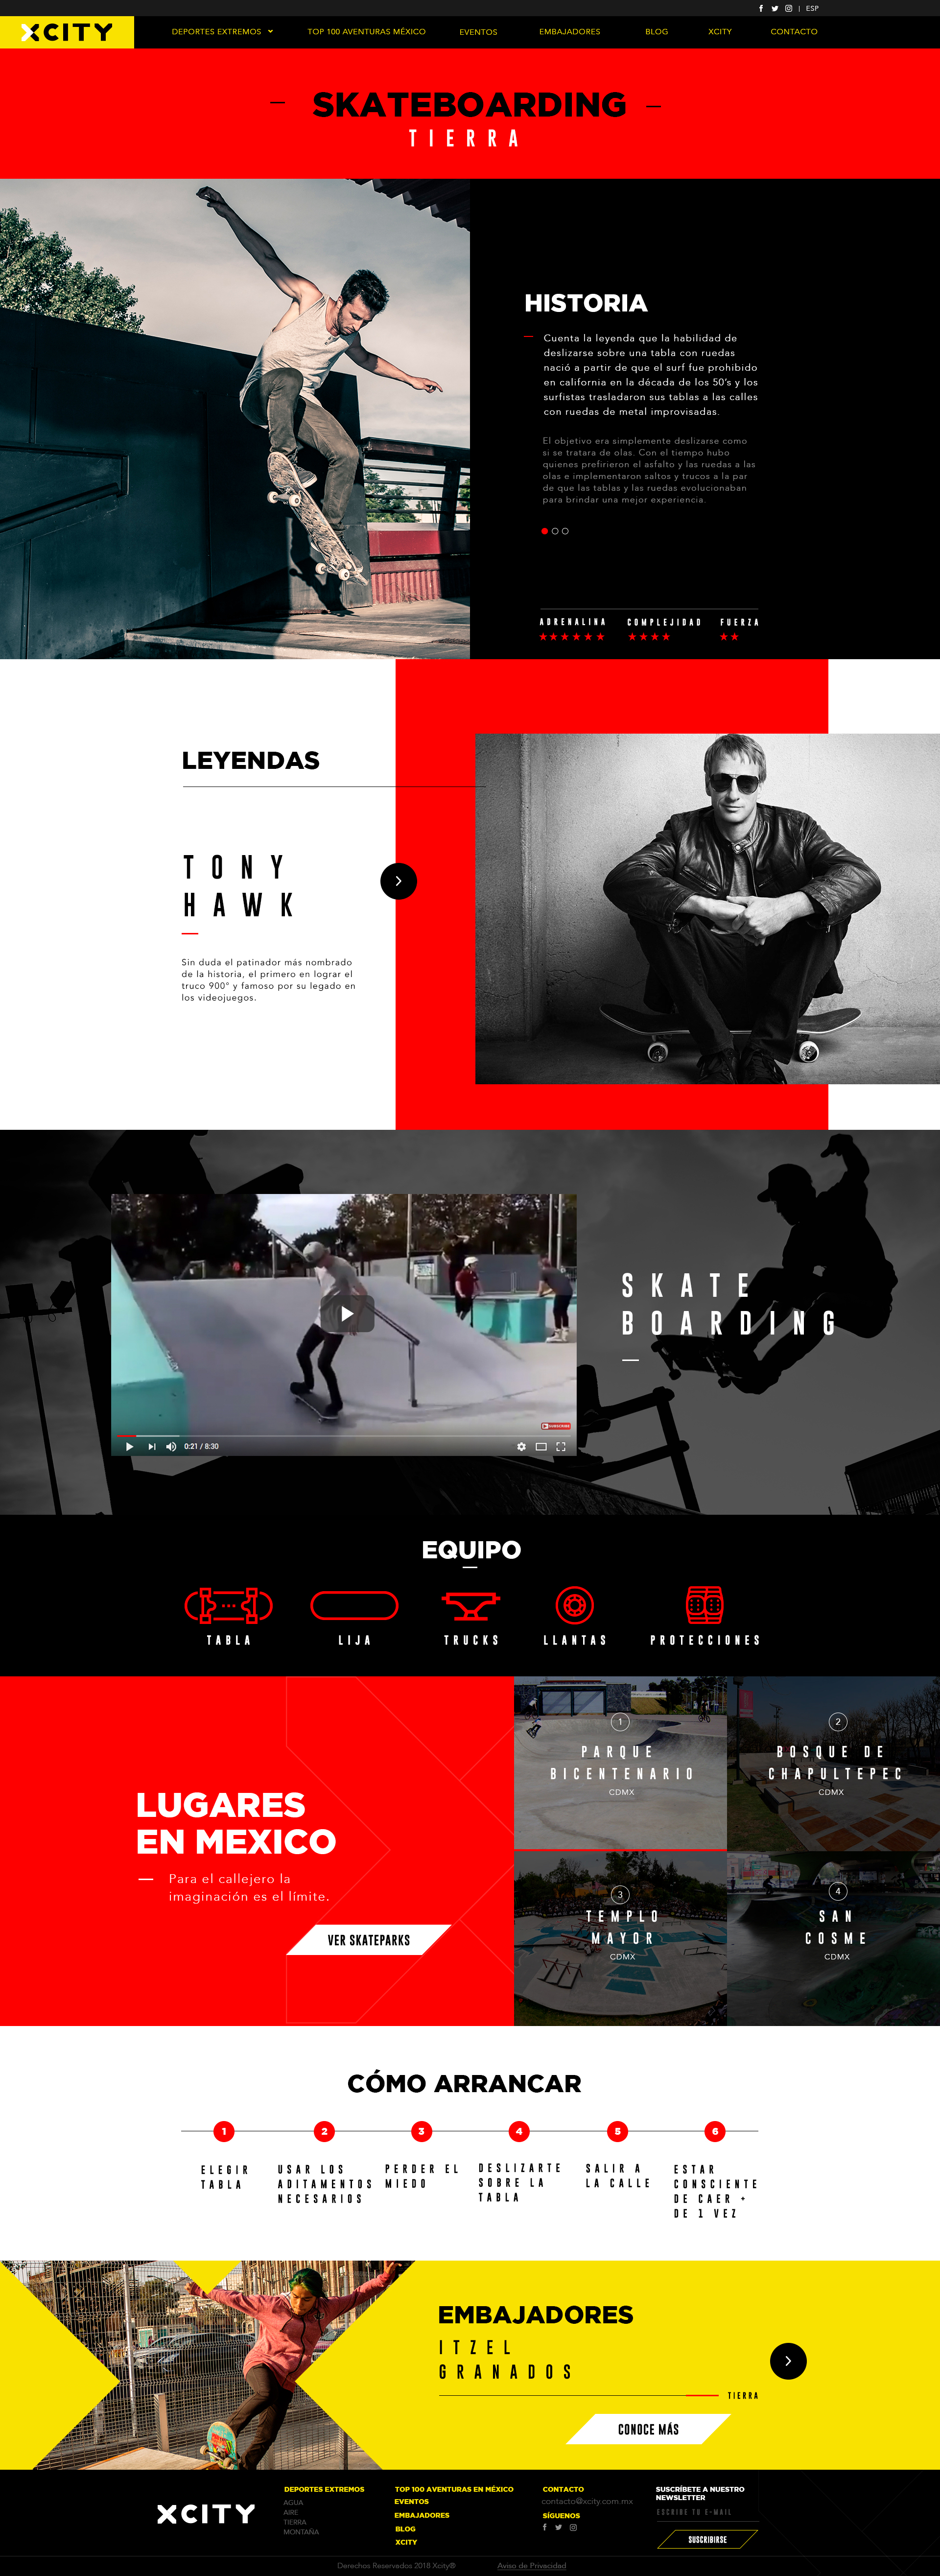 ESP
XCITY
DEPORTES EXTREMOS
TOP 100 AVENTURAS MÉXICO
EVENTOS
EMBAJADORES
BLOG
XCITY
CONTACTO
SKATEBOARDING
TIERRA
HISTORIA
Cuenta la leyenda que la habilidad de
deslizarse sobre una tabla con ruedas
nació a partir de que el surf fue prohibido
en california en la década de los 50's y los
surfistas trasladaron sus tablas a las calles
con ruedas de metal improvisadas.
El objetivo era simplemente deslizarse como
si se tratara de olas. Con el tiempo hubo
quienes prefirieron el asfalto y las ruedas a las
olas e implementaron saltos y trucos a la par
de que las tablas y las ruedas evolucionaban
para brindar una mejor experiencia.
ADRENALINA
COMPLEJIDAD
FUERZA
LEYENDAS
TONY
HAWK
Sin duda el patinador más nombrado
de la historia, el primero en lograr el
truco 900° y famoso por su legado en
los videojuegos.
SKATE
BOARDING
SUBSCRIBE
0:21 / 8:30
EQUIPO
TABLA
LIJA
TRUCKS
LLANTAS
PROTECCIONES
LUGARES
EN MEXICO
Para el callejero la
imaginación es el límite.
VER SKATEPARKS
1
PARQUE
BICENTENARIO
CDMX
2
BOSQUE DE
CHAPULTEPEC
CDMX
3
TEMPLO
MAYOR
CDMX
4
SAN
COSME
CDMX
CÓMO ARRANCAR
1
ELEGIR
TABLA
2
USAR LOS
ADITAMENTOS
NECESARIOS
3
PERDER EL
MIEDO
4
DESLIZARTE
SOBRE LA
TABLA
5
SALIR A
LA CALLE
6
ESTAR
CONSCIENTE
DE CAER +
DE 1 VEZ
EMBAJADORES
ITZEL
GRANADOS
TIERRA
CONOCE MÁS
XCITY
DEPORTES EXTREMOS
AGUA
AIRE
TIERRA
MONTAÑA
TOP 100 AVENTURAS EN MÉXICO
EVENTOS
EMBAJADORES
BLOG
XCITY
CONTACTO
contacto@xcity.com.mx
SÍGUENOS
SUSCRÍBETE A NUESTRO
NEWSLETTER
ESCRIBE TU E-MAIL
SUSCRIBIRSE
Derechos Reservados 2018 Xcity®
Aviso de Privacidad